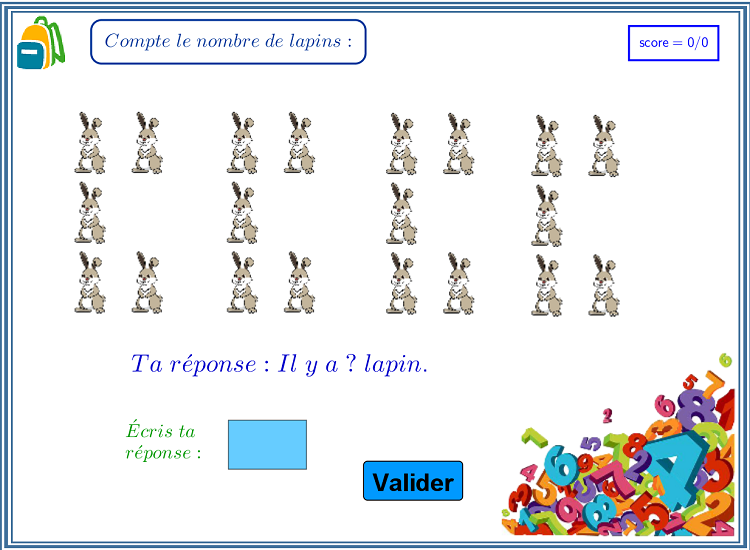 Compte le nombre de lapins :
score = 0/0
Ta réponse : Il y a ? lapin.
Écris ta
réponse :
Valider